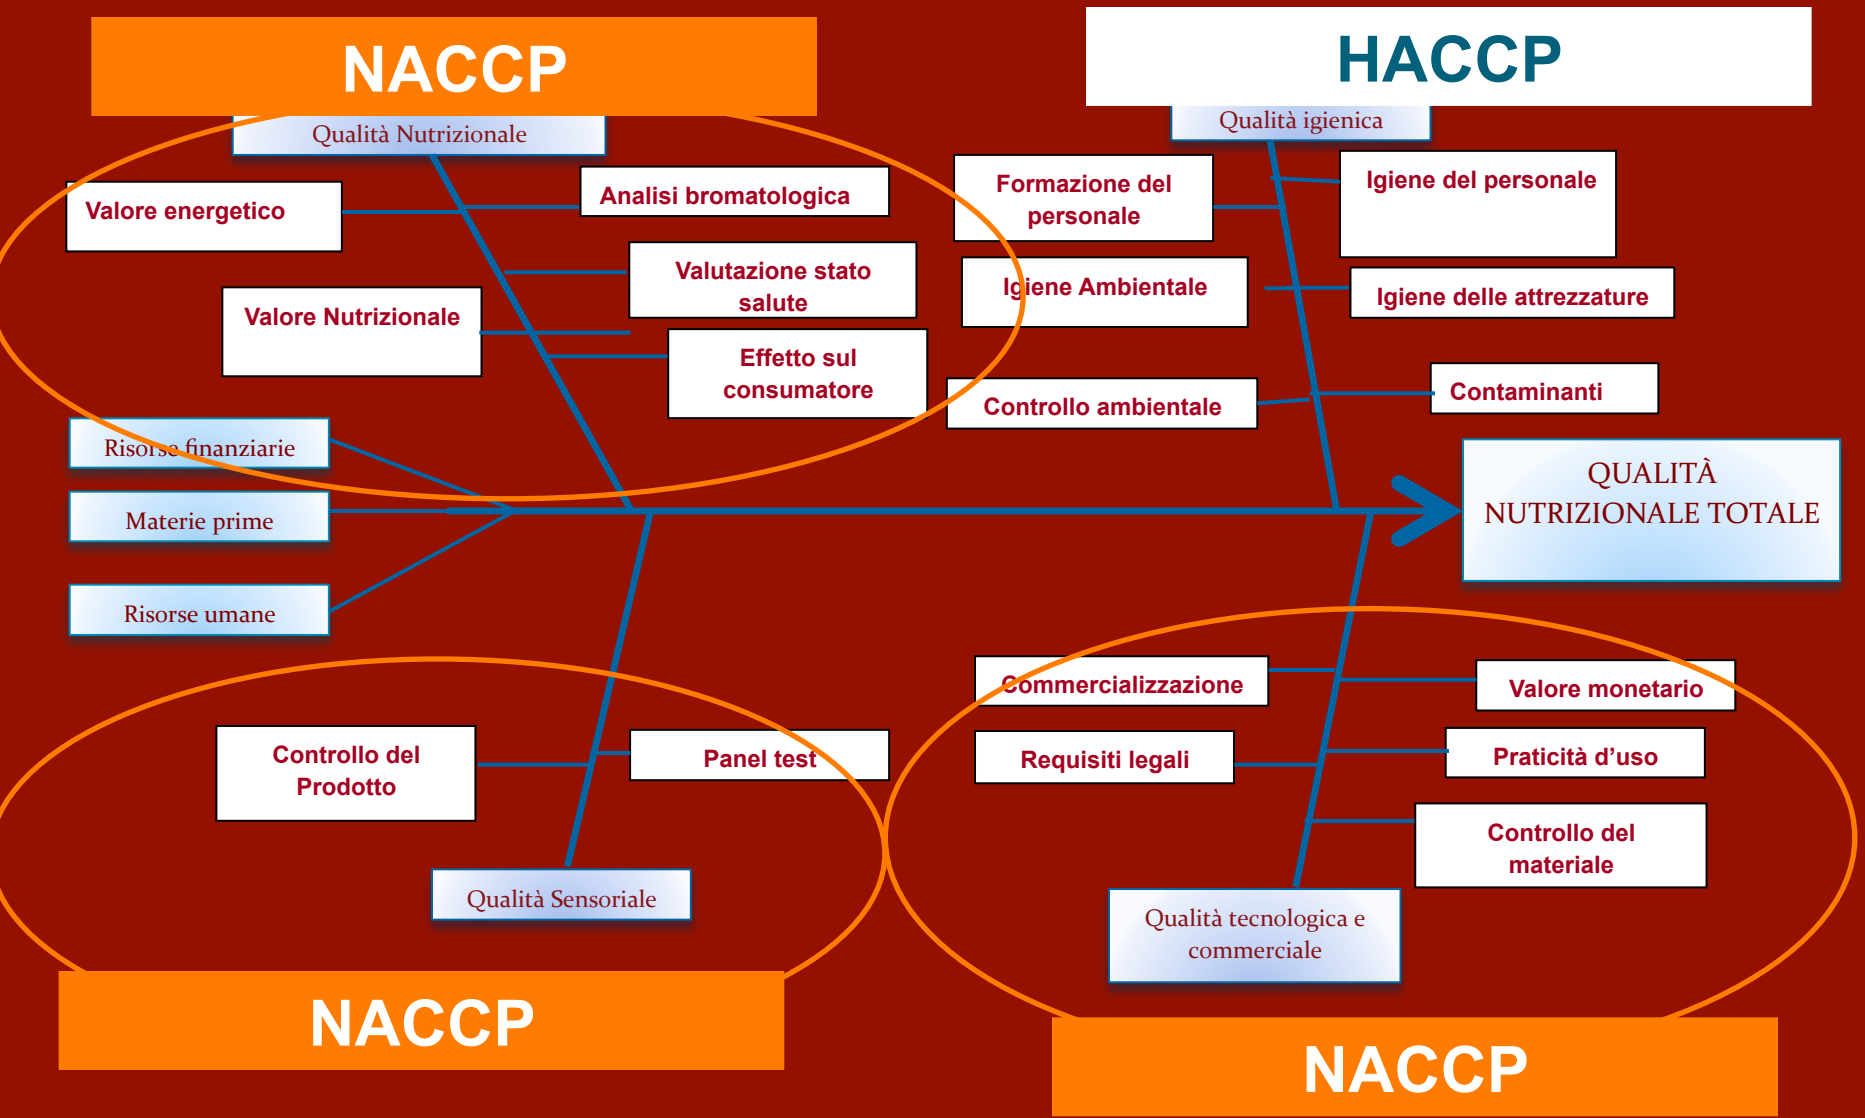 NACCP
HACCP
Qualità Nutrizionale
Qualità igienica
Valore energetico
Analisi bromatologica
Formazione del
personale
Igiene del personale
Valutazione stato
salute
Igiene Ambientale
Igiene delle attrezzature
Valore Nutrizionale
Effetto sul
consumatore
Controllo ambientale
Contaminanti
Risorse finanziarie
Materie prime
Risorse umane
QUALITÀ
NUTRIZIONALE TOTALE
Commercializzazione
Valore monetario
Controllo del
Prodotto
Panel test
Requisiti legali
Praticità d’uso
Controllo del
materiale
Qualità Sensoriale
Qualità tecnologica e
commerciale
NACCP
NACCP